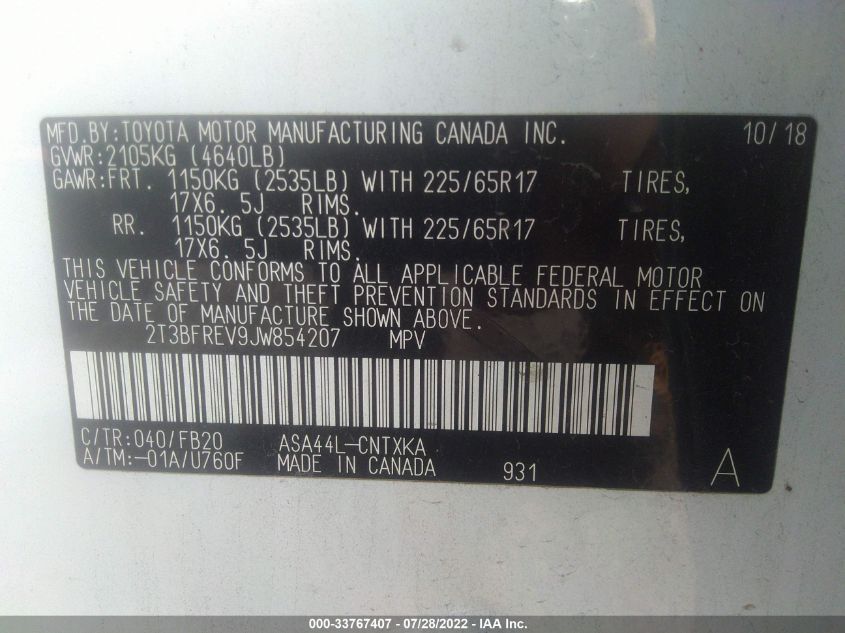 MFD.BY:TOYOTA MOTOR MANUFACTURING CANADA INC. 10/18
GVWR:2105KG (4640LB)
GAWR:FRT. 1150KG (2535LB) WITH 225/65R17 TIRES,
17X6. 5J RIMS.
RR. 1150KG (2535LB) WITH 225/65R17 TIRES,
17X6. 5J RIMS.
THIS VEHICLE CONFORMS TO ALL APPLICABLE FEDERAL MOTOR
VEHICLE SAFETY AND THEFT PREVENTION STANDARDS IN EFFECT ON
THE DATE OF MANUFACTURE SHOWN ABOVE.
2T3BFREV9JW854207 MPV
C/TR:040/FB20 ASA44L-CNTXKA
A/TM:-01A/U760F MADE IN CANADA 931 A
000-33767407 - 07/28/2022 - IAA Inc.